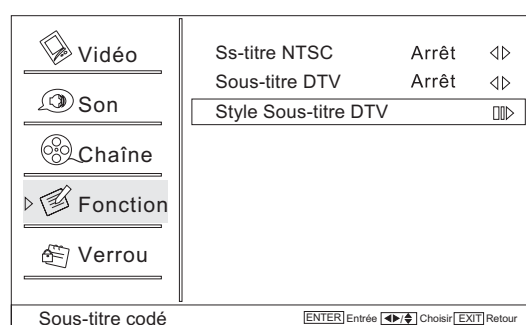 Vidéo
Son
Chaîne
Fonction
Verrou
Ss-titre NTSC Arrêt
Sous-titre DTV Arrêt
Style Sous-titre DTV
Sous-titre codé
ENTER Entrée / Choisir EXIT Retour